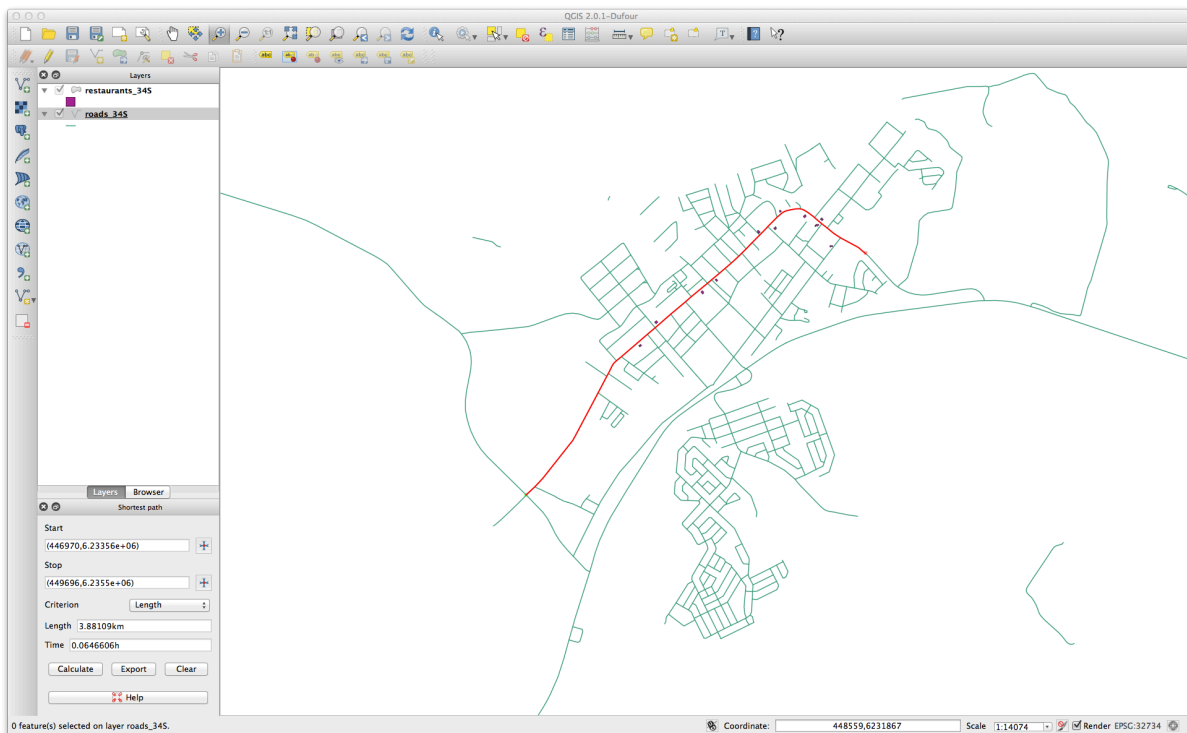 QGIS 2.0.1-Dufour
Layers
restaurants_34S
roads_34S
Layers Browser
Shortest path
Start
(446970,6.23356e+06)
Stop
(449696,6.2355e+06)
Criterion Length
Length 3.88109km
Time 0.0646606h
Calculate Export Clear
Help
0 feature(s) selected on layer roads_34S.
Coordinate: 448559,6231867 Scale 1:14074 Render EPSG:32734